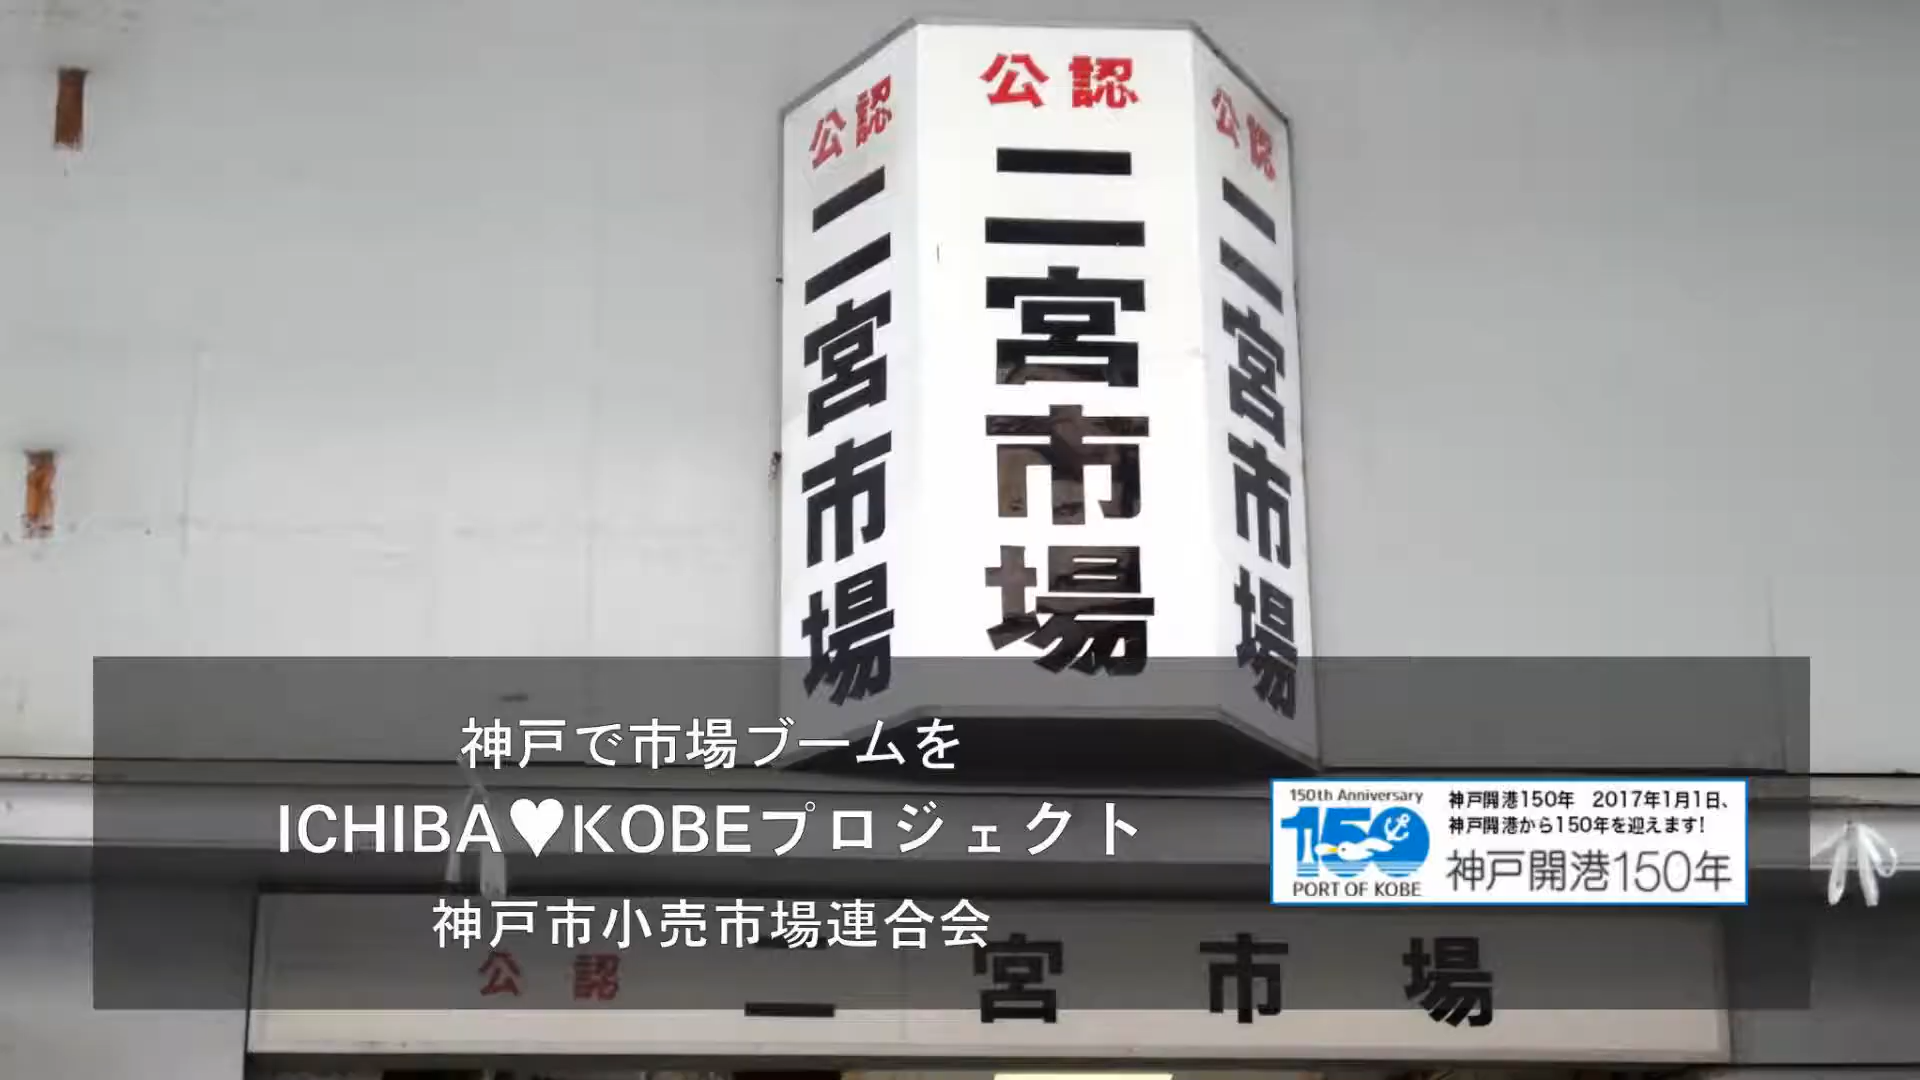 公認
二宮市場
公認
二宮市場
公認
二宮市場
神戸で市場ブームを
ICHIBA♥KOBEプロジェクト
神戸市小売市場連合会
150th Anniversary
150
PORT OF KOBE
神戸開港150年 2017年1月1日、
神戸開港から150年を迎えます!
神戸開港150年
公認 二宮市場